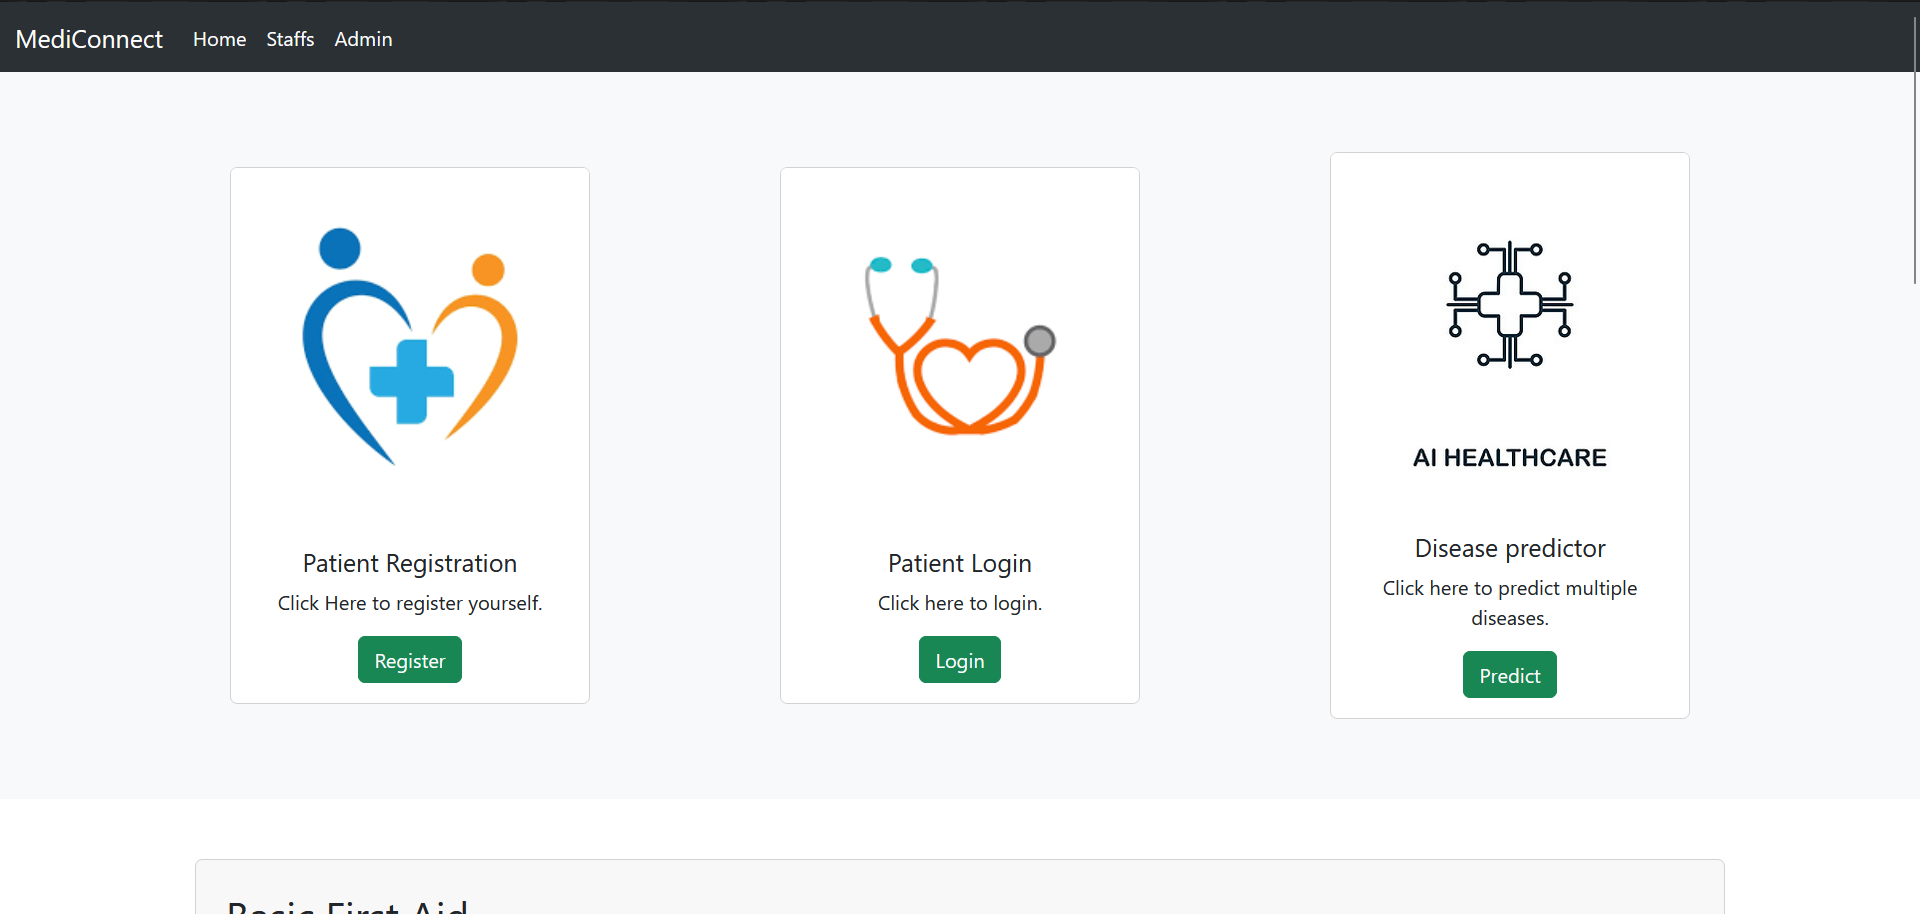 MediConnect Home Staffs Admin
Patient Registration
Click Here to register yourself.
Register
Patient Login
Click here to login.
Login
AI HEALTHCARE
Disease predictor
Click here to predict multiple
diseases.
Predict
Basic First Aid